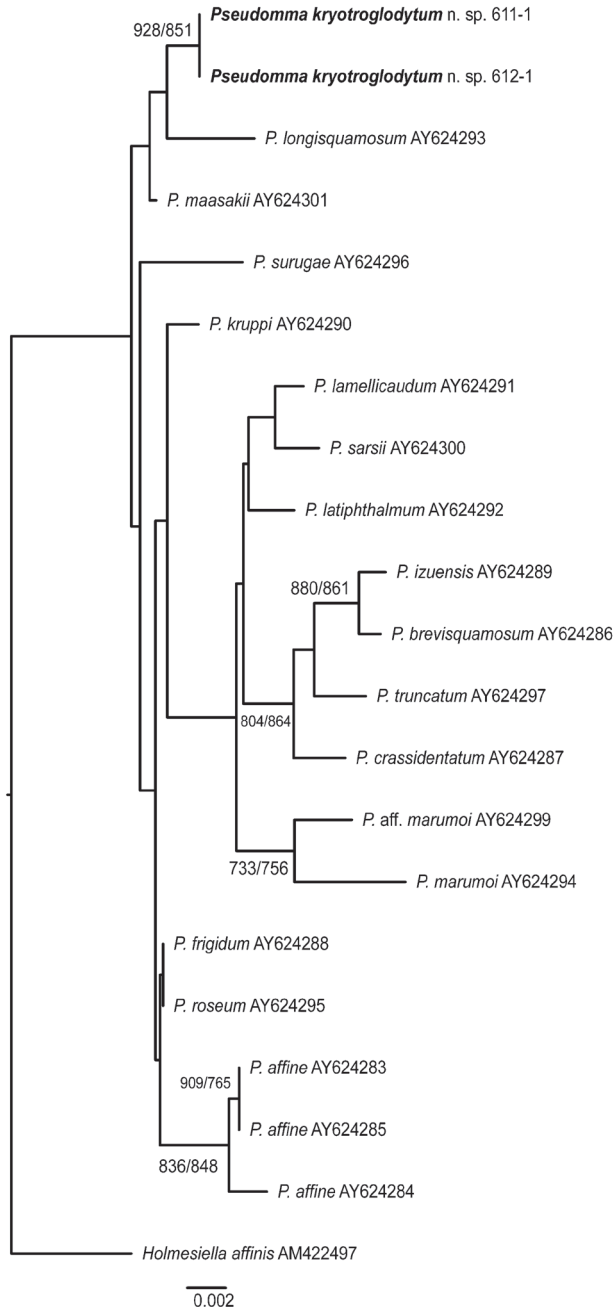 Pseudomma kryotroglodytum n. sp. 611-1
928/851
Pseudomma kryotroglodytum n. sp. 612-1
P. longisquamosum AY624293
P. maasakii AY624301
P. surugae AY624296
P. kruppi AY624290
P. lamellicaudum AY624291
P. sarsii AY624300
P. latiphthalmum AY624292
P. izuensis AY624289
880/861
P. brevisquamosum AY624286
P. truncatum AY624297
804/864
P. crassidentatum AY624287
P. aff. marumoi AY624299
733/756
P. marumoi AY624294
P. frigidum AY624288
P. roseum AY624295
P. affine AY624283
909/765
P. affine AY624285
836/848
P. affine AY624284
Holmesiella affinis AM422497
0.002